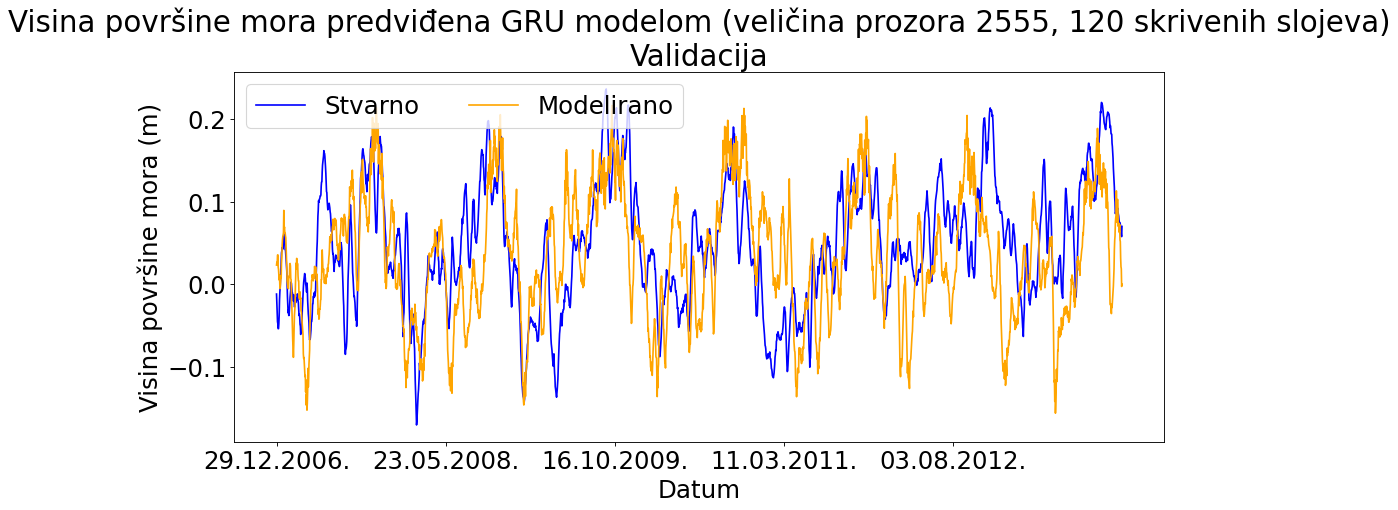 Visina površine mora predviđena GRU modelom (veličina prozora 2555, 120 skrivenih slojeva)
Validacija
Stvarno
Modelirano
Visina površine mora (m)
0.2
0.1
0.0
−0.1
29.12.2006.
23.05.2008.
16.10.2009.
11.03.2011.
03.08.2012.
Datum